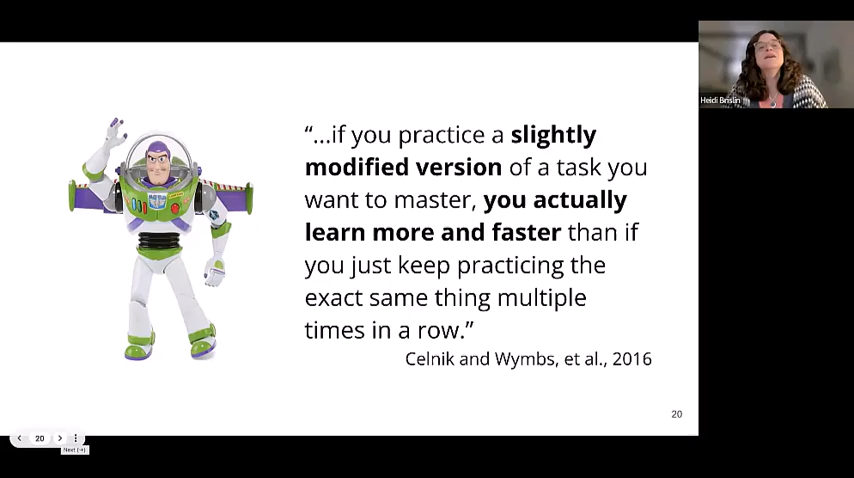 “...if you practice a slightly
modified version of a task you
want to master, you actually
learn more and faster than if
you just keep practicing the
exact same thing multiple
times in a row.”
Celnik and Wymbs, et al., 2016
20
Heidi Brislin
20
Next (→)